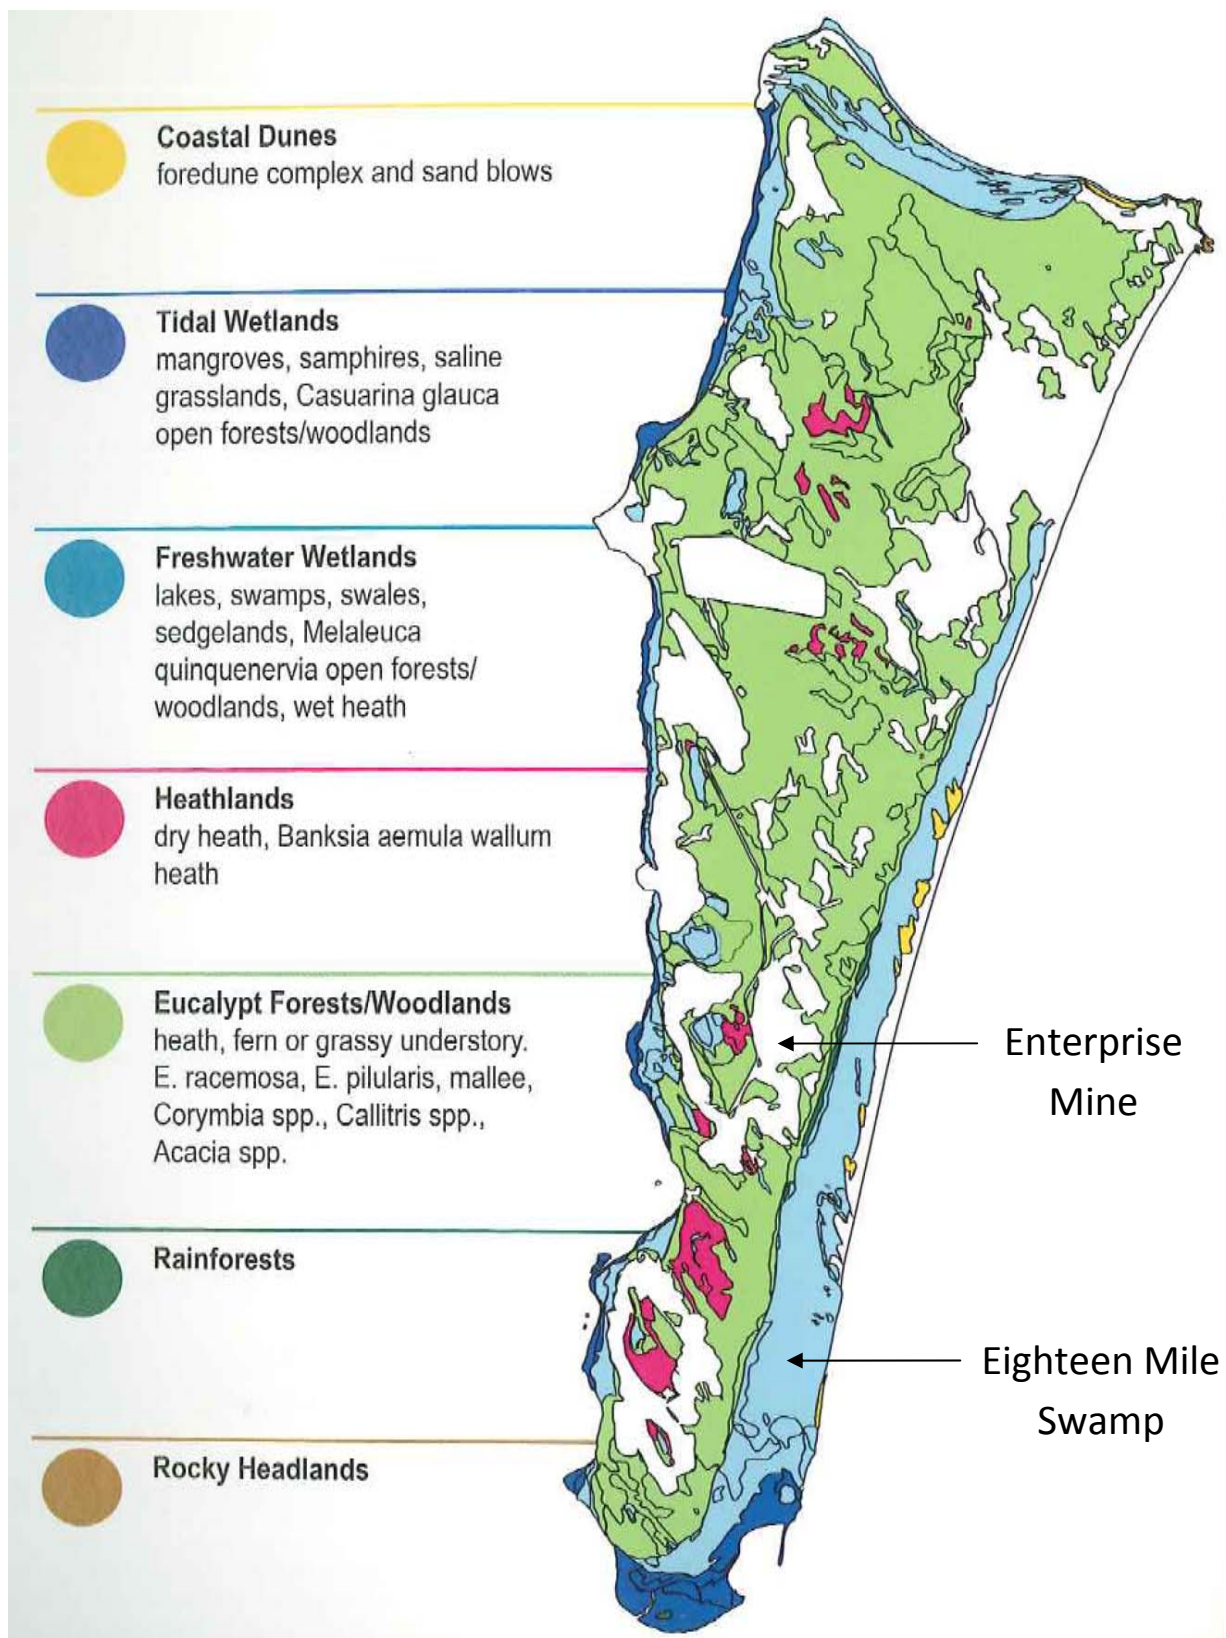 Coastal Dunes
foredune complex and sand blows
Tidal Wetlands
mangroves, samphires, saline
grasslands, Casuarina glauca
open forests/woodlands
Freshwater Wetlands
lakes, swamps, swales,
sedgelands, Melaleuca
quinquenervia open forests/
woodlands, wet heath
Heathlands
dry heath, Banksia aemula wallum
heath
Eucalypt Forests/Woodlands
heath, fern or grassy understory.
E. racemosa, E. pilularis, mallee,
Corymbia spp., Callitris spp.,
Acacia spp.
Rainforests
Rocky Headlands
Enterprise
Mine
Eighteen Mile
Swamp